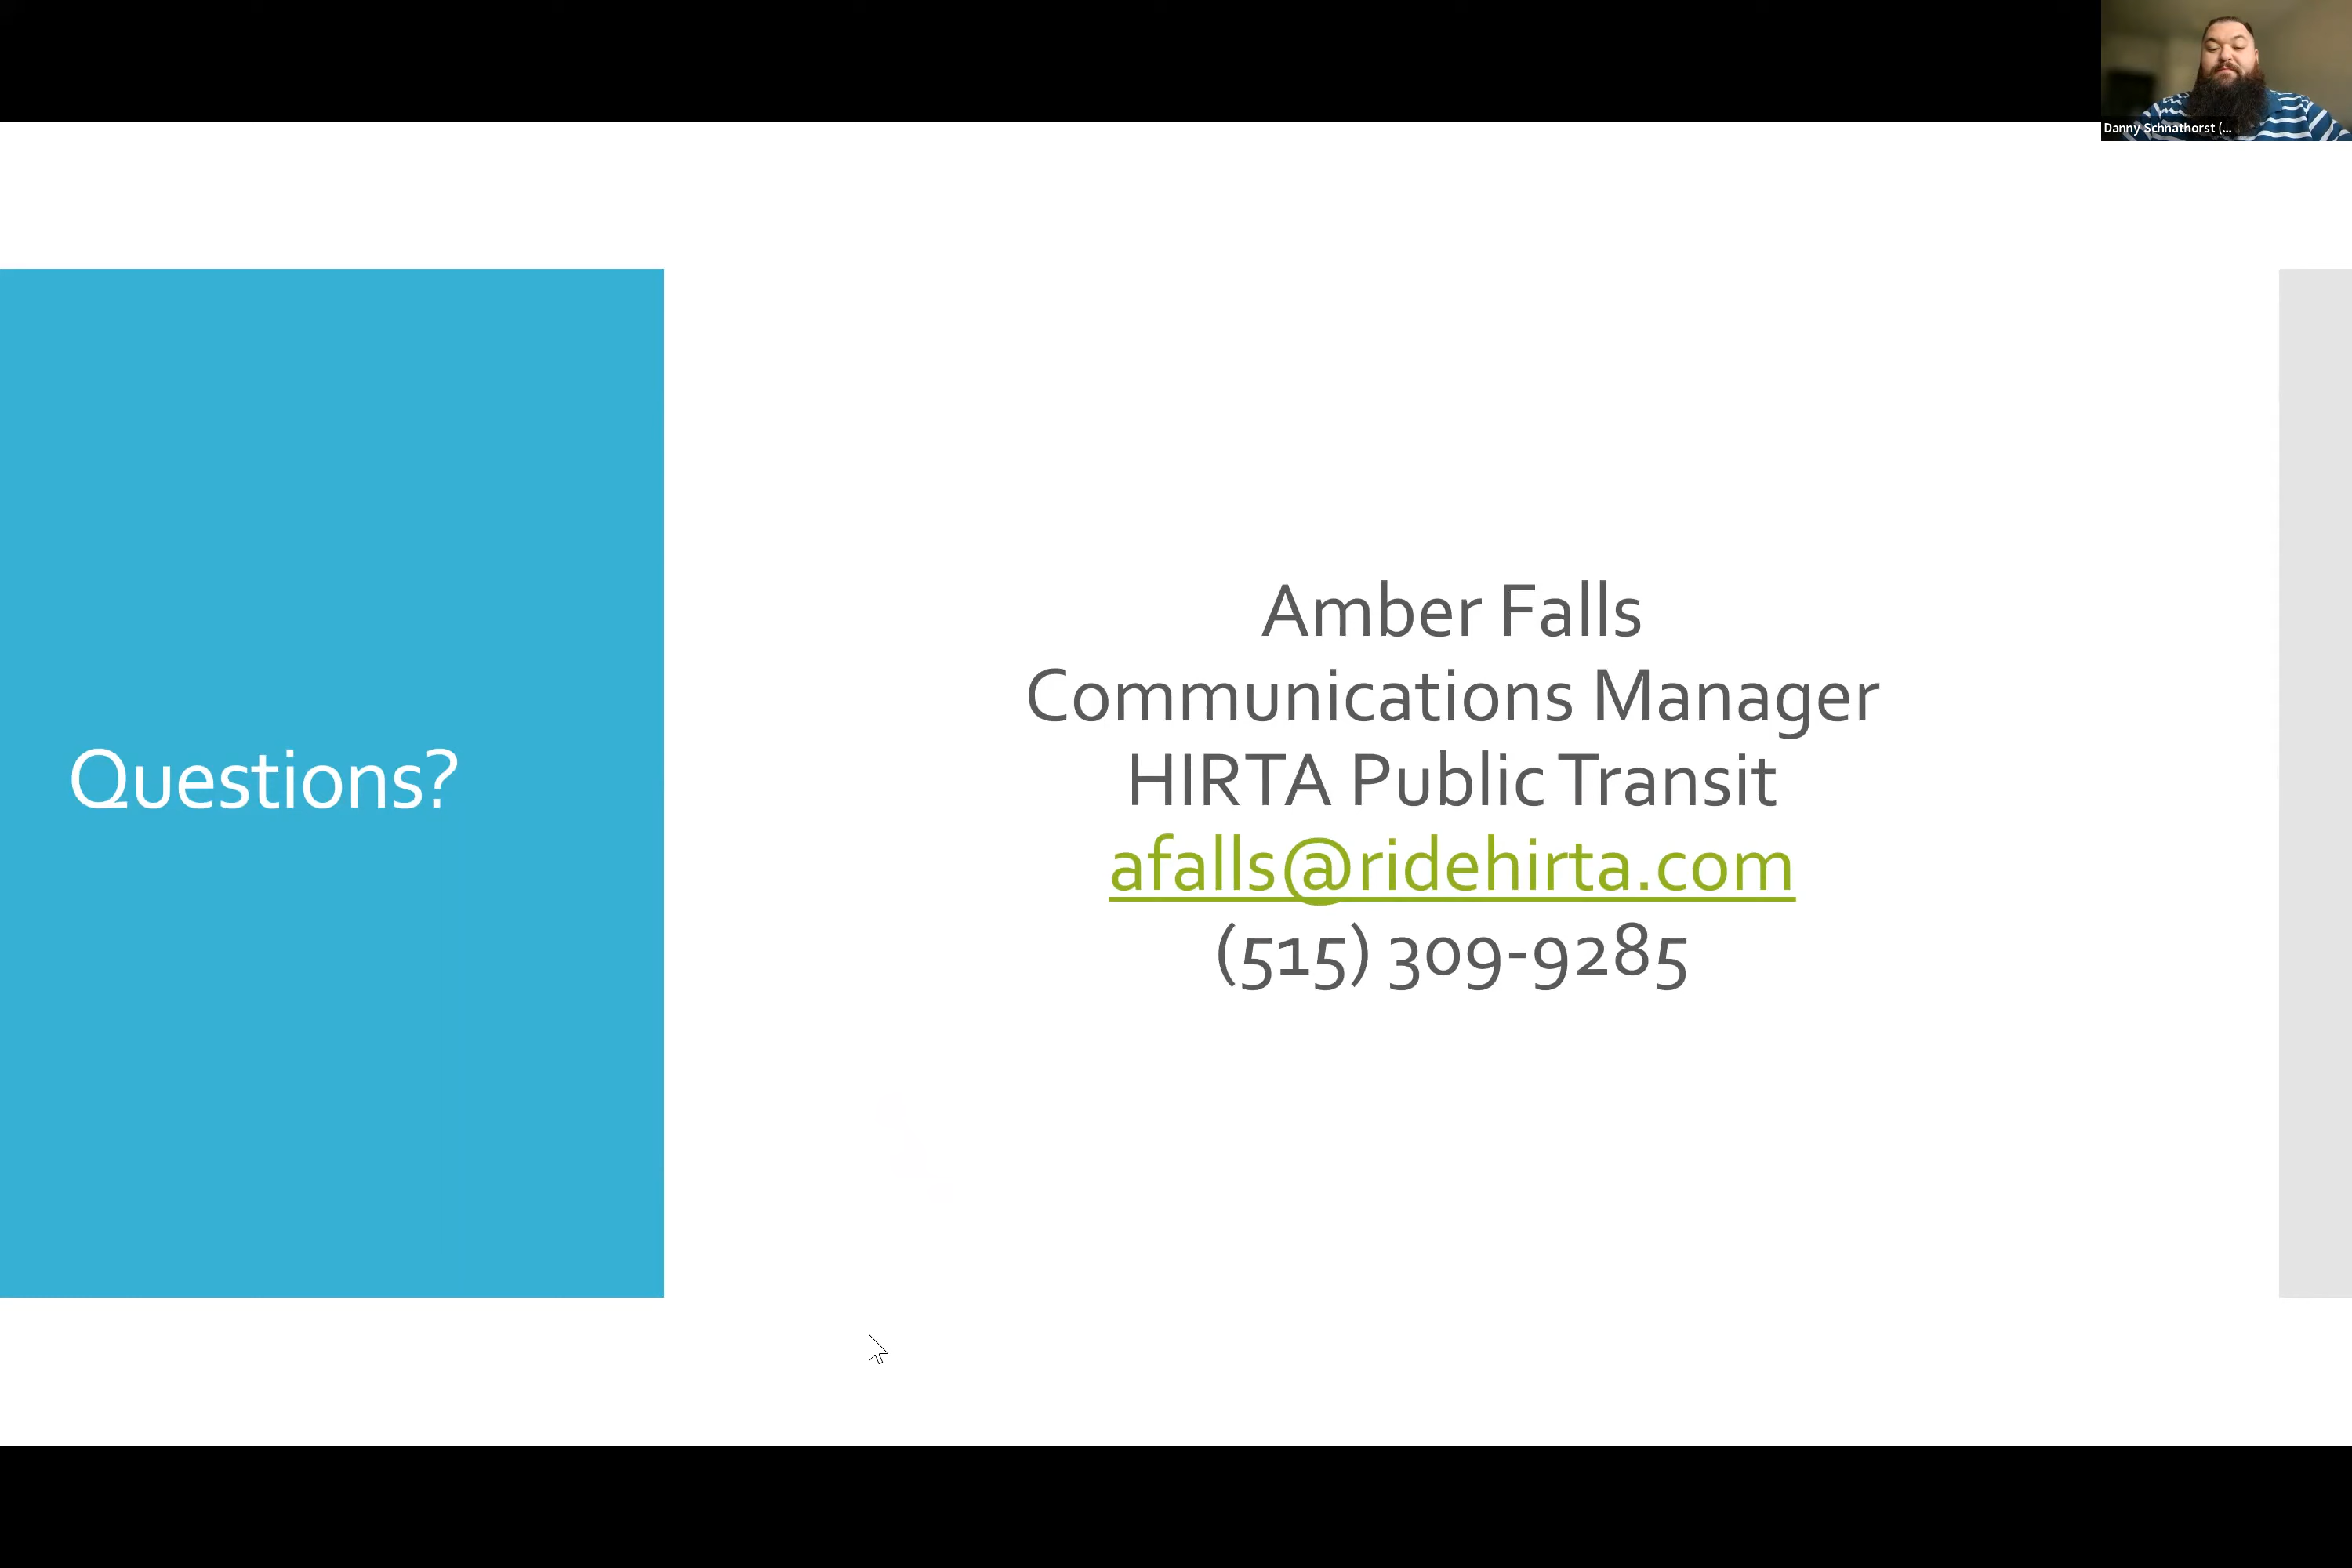 Danny Schnathorst (...
Questions?
Amber Falls
Communications Manager
HIRTA Public Transit
afalls@ridehirta.com
(515) 309-9285